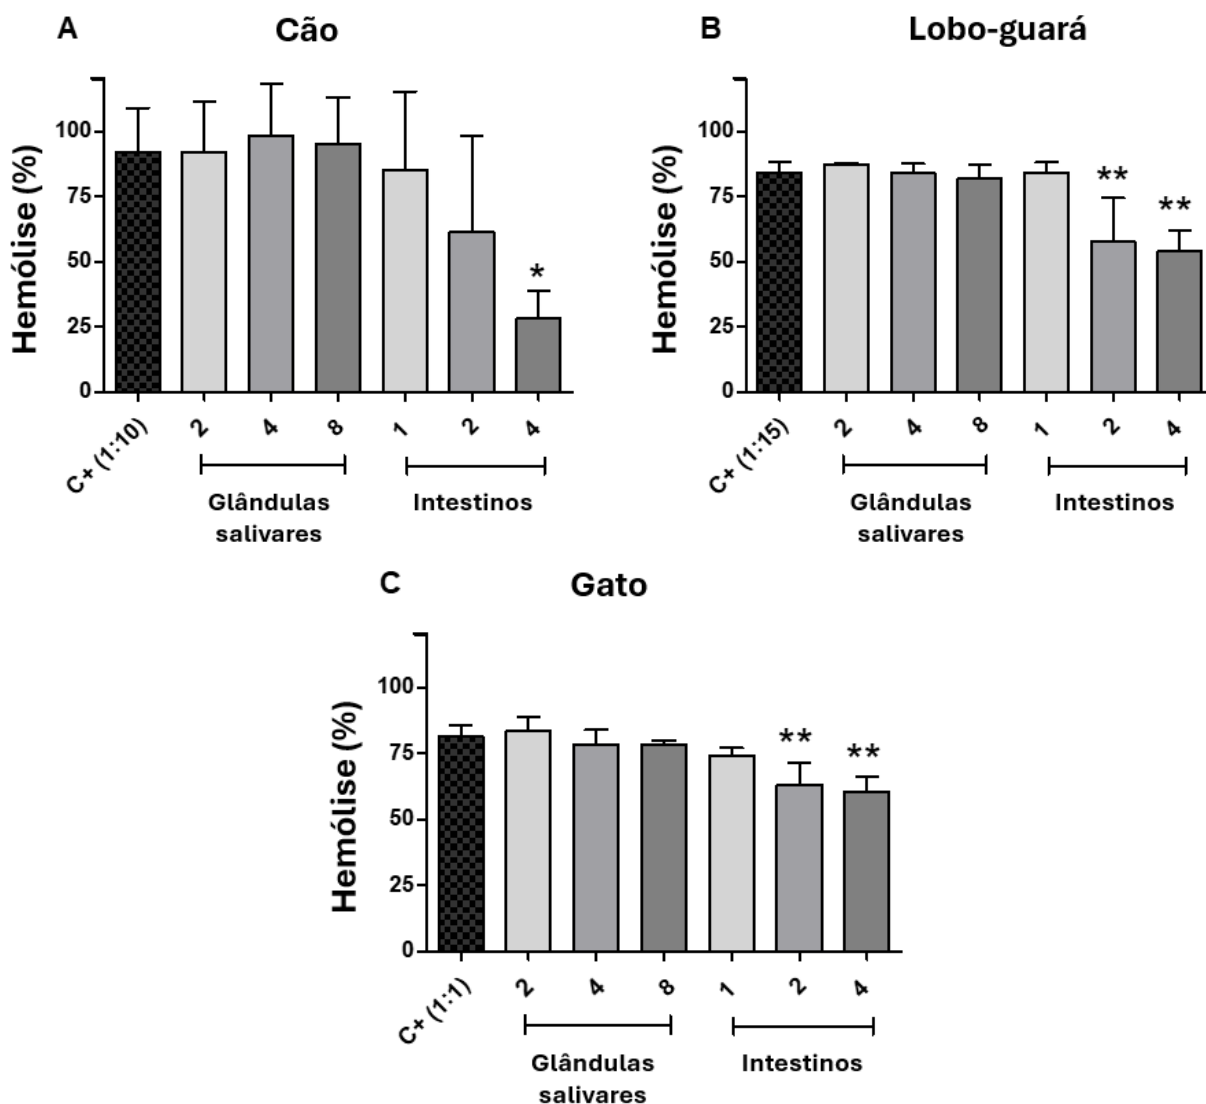 A
Cão
Hemólise (%)
100
75
50
25
0
*
C+ (1:10)
2
4
8
1
2
4
Glândulas
salivares
Intestinos
B
Lobo-guará
Hemólise (%)
100
75
50
25
0
**
**
C+ (1:15)
2
4
8
1
2
4
Glândulas
salivares
Intestinos
C
Gato
Hemólise (%)
100
75
50
25
0
**
**
C+ (1:1)
2
4
8
1
2
4
Glândulas
salivares
Intestinos